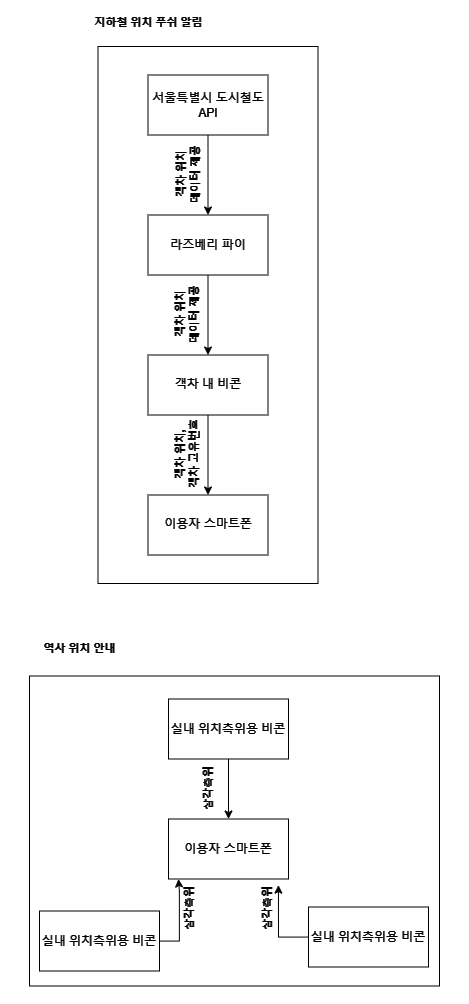 지하철 위치 푸쉬 알림
서울특별시 도시철도
API
객차 위치
데이터 제공
라즈베리 파이
객차 위치
데이터 제공
객차 내 비콘
객차 위치,
객차 고유번호
이용자 스마트폰
역사 위치 안내
실내 위치측위용 비콘
삼각측위
이용자 스마트폰
삼각측위
삼각측위
실내 위치측위용 비콘
실내 위치측위용 비콘